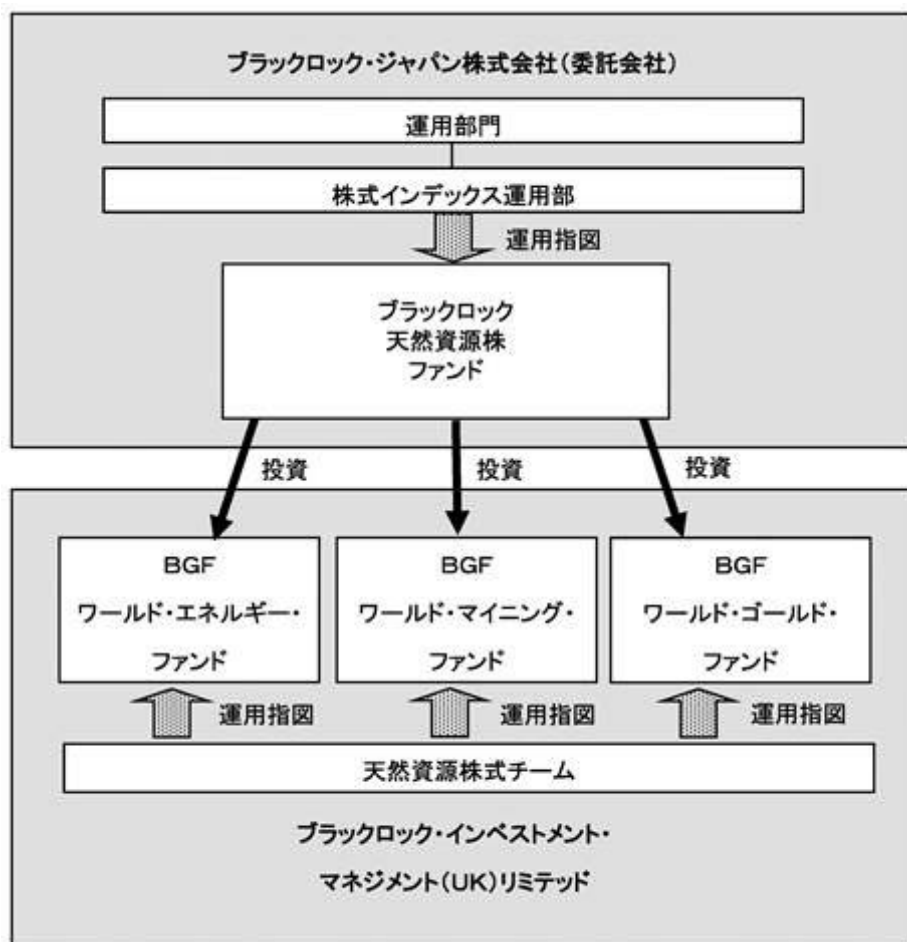 ブラックロック・ジャパン株式会社(委託会社)
運用部門
株式インデックス運用部
運用指図
ブラックロック
天然資源株
ファンド
投資
投資
投資
BGF
ワールド・エネルギー・
ファンド
BGF
ワールド・マイニング・
ファンド
BGF
ワールド・ゴールド・
ファンド
運用指図
運用指図
運用指図
天然資源株式チーム
ブラックロック・インベストメント・
マネジメント(UK)リミテッド